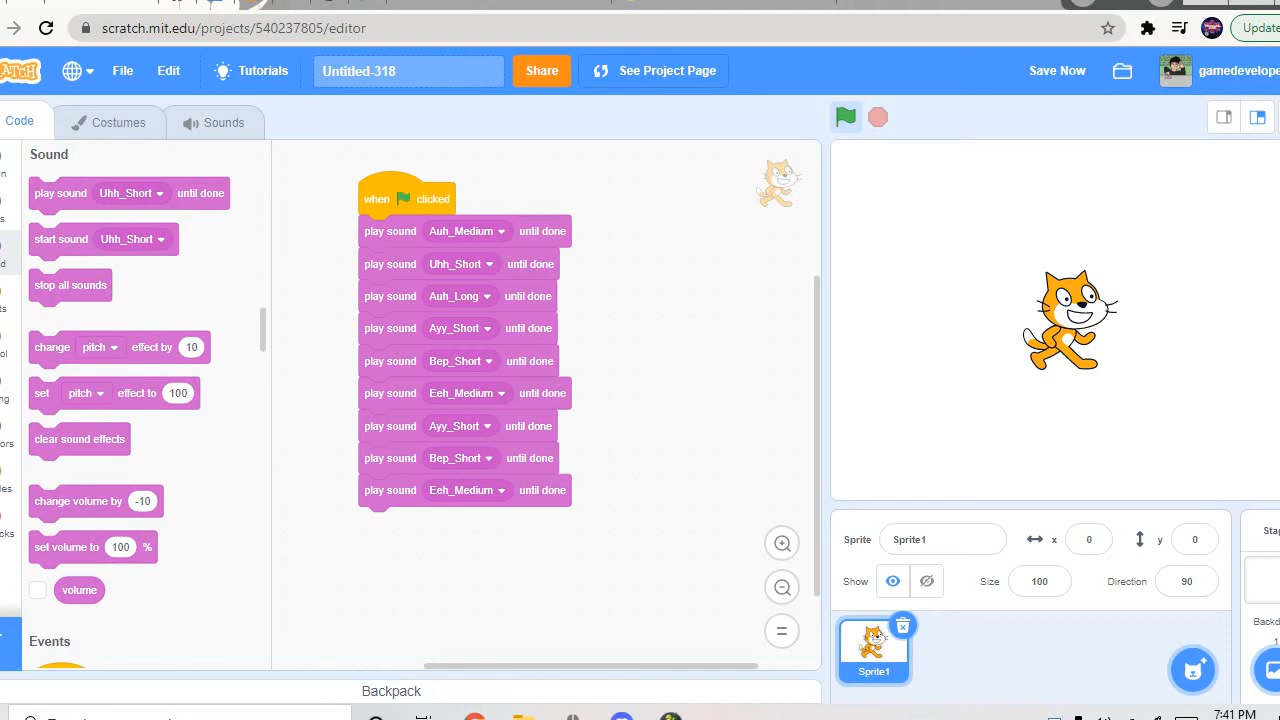 scratch.mit.edu/projects/540237805/editor
Update
File Edit Tutorials Untitled-318 Share See Project Page Save Now gamedevelope
Code Costumes Sounds
Sound
play sound Uhh_Short until done
start sound Uhh_Short
stop all sounds
change pitch effect by 10
set pitch effect to 100
clear sound effects
change volume by -10
set volume to 100 %
volume
Events
when clicked
play sound Auh_Medium until done
play sound Uhh_Short until done
play sound Auh_Long until done
play sound Ayy_Short until done
play sound Bep_Short until done
play sound Eeh_Medium until done
play sound Ayy_Short until done
play sound Bep_Short until done
play sound Eeh_Medium until done
Sprite Sprite1 x 0 y 0
Show Size 100 Direction 90
Sprite1
Stag
Backd
1
Backpack
7:41 PM